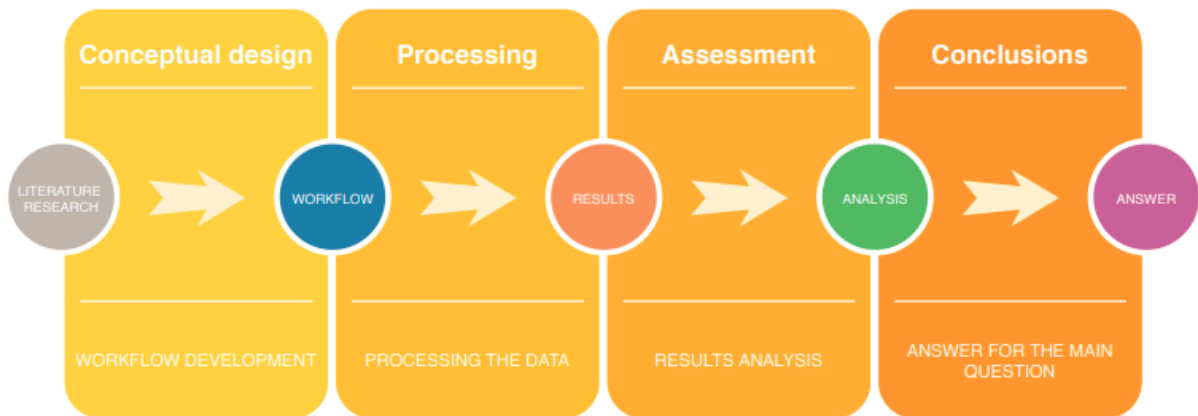 Conceptual design
Processing
Assessment
Conclusions
LITERATURE
RESEARCH
WORKFLOW
RESULTS
ANALYSIS
ANSWER
WORKFLOW DEVELOPMENT
PROCESSING THE DATA
RESULTS ANALYSIS
ANSWER FOR THE MAIN
QUESTION